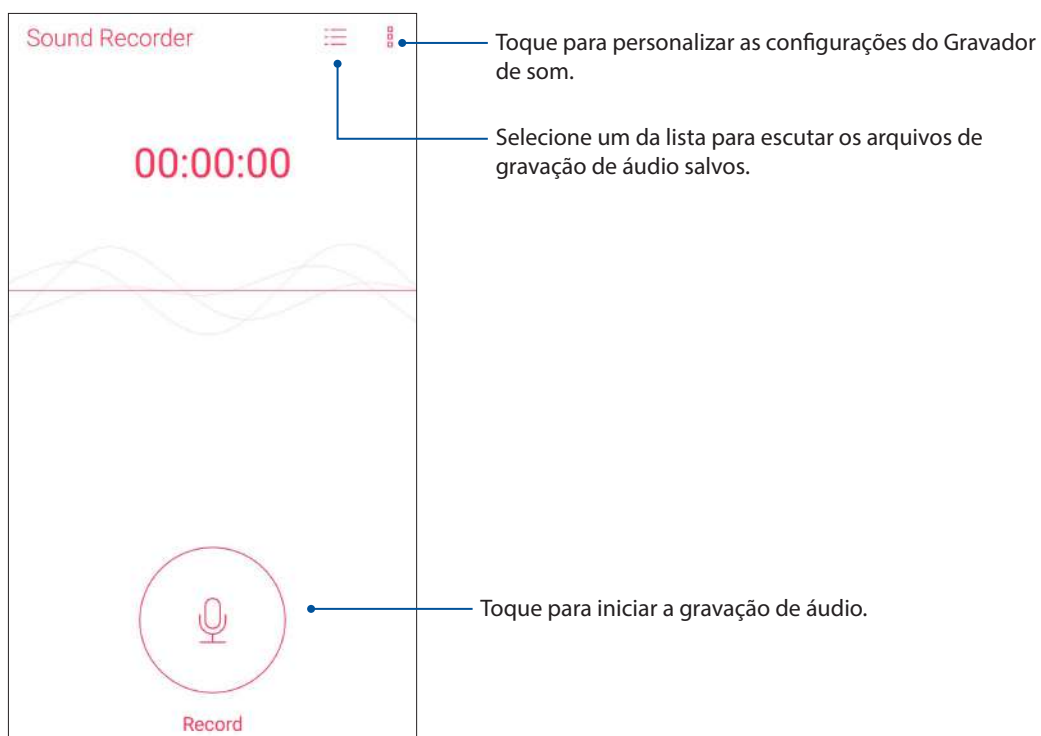 Sound Recorder
Toque para personalizar as configurações do Gravador
de som.
Selecione um da lista para escutar os arquivos de
gravação de áudio salvos.
00:00:00
Toque para iniciar a gravação de áudio.
Record